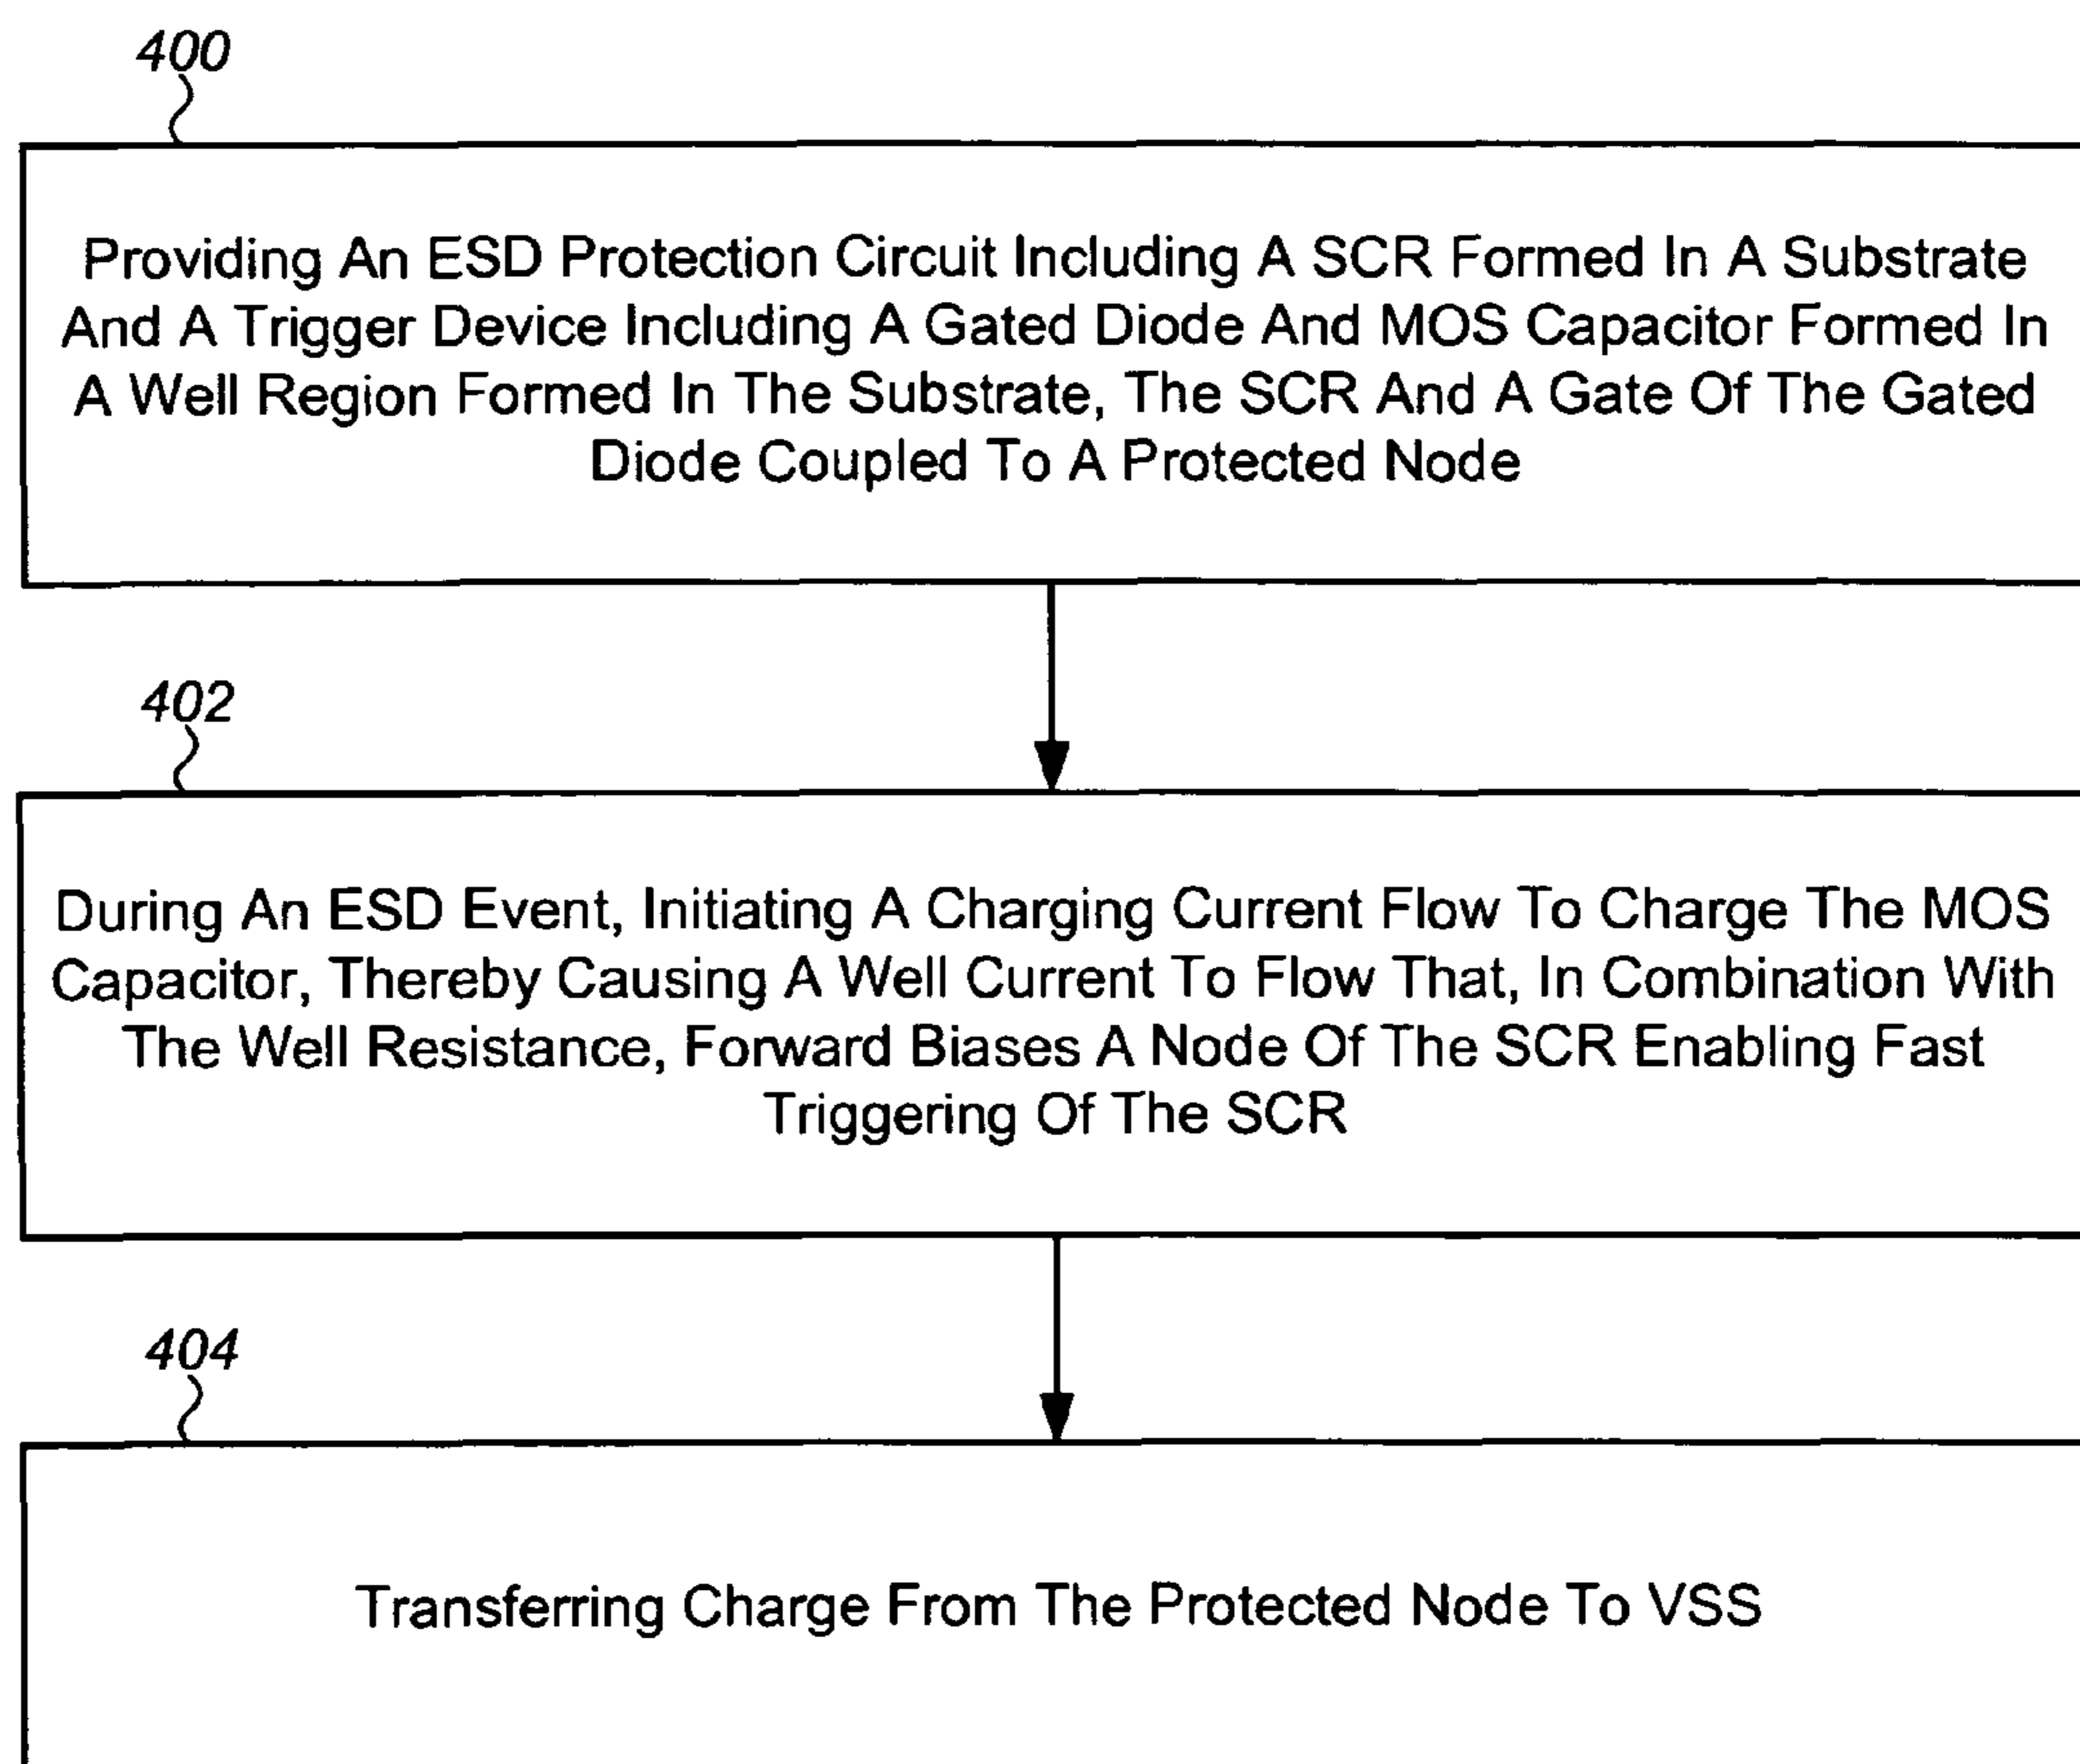 400
Providing An ESD Protection Circuit Including A SCR Formed In A Substrate
And A Trigger Device Including A Gated Diode And MOS Capacitor Formed In
A Well Region Formed In The Substrate, The SCR And A Gate Of The Gated
Diode Coupled To A Protected Node
402
During An ESD Event, Initiating A Charging Current Flow To Charge The MOS
Capacitor, Thereby Causing A Well Current To Flow That, In Combination With
The Well Resistance, Forward Biases A Node Of The SCR Enabling Fast
Triggering Of The SCR
404
Transferring Charge From The Protected Node To VSS